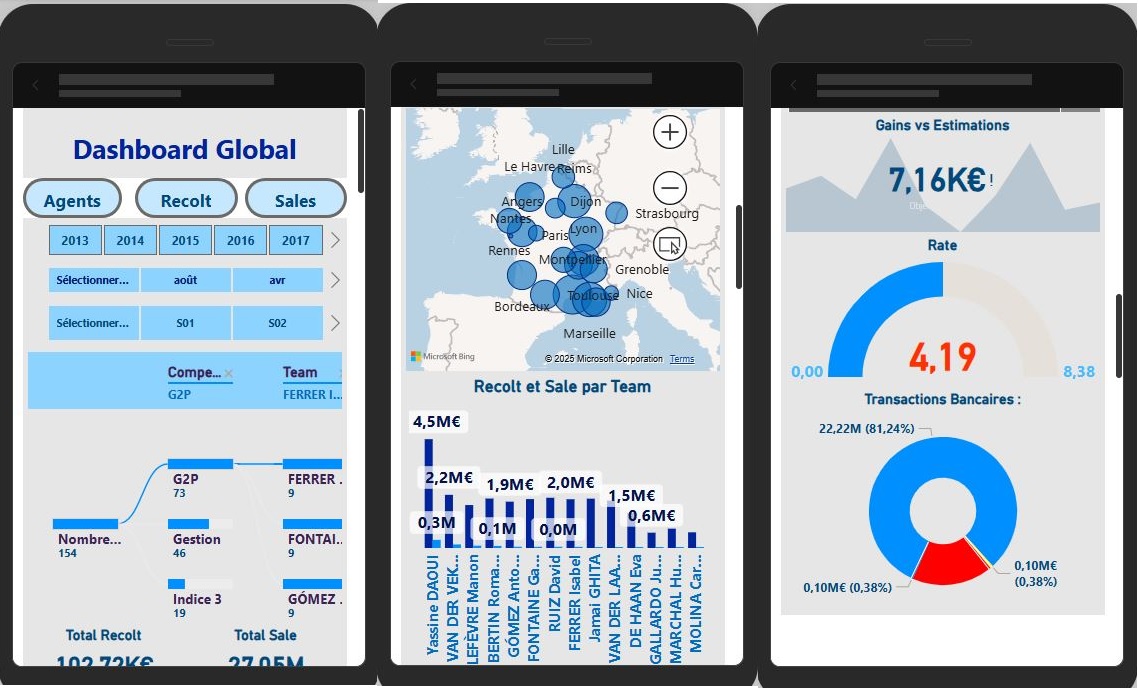 Dashboard Global
Agents
Recolt
Sales
2013
2014
2015
2016
2017
Sélectionner...
août
avr
Sélectionner...
S01
S02
Compe...
Team
G2P
FERRER I...
G2P
73
FERRER .
9
Nombre...
154
Gestion
46
FONTAI..
9
Indice 3
19
GÓMEZ .
9
Total Recolt
Total Sale
102,72K€
27,05M
Lille
Le Havre
Reims
Angers
Dijon
Nantes
Strasbourg
Paris
Lyon
Rennes
Montpellier
Grenoble
Toulouse
Nice
Bordeaux
Marseille
Microsoft Bing
© 2025 Microsoft Corporation
Terms
Recolt et Sale par Team
4,5M€
2,2M€
1,9M€
2,0M€
1,5M€
0,6M€
0,3M
0,1M
0,0M
Yassine DAOUI
VAN DER VEK...
LEFÈVRE Manon
BERTIN Roma...
GÓMEZ Anto...
FONTAINE Ga...
RUIZ David
FERRER Isabel
Jamai GHITA
VAN DER LAA...
DE HAAN Eva
GALLARDO Ju...
MARCHAL Hu...
MOLINA Car...
Gains vs Estimations
7,16K€!
Rate
4,19
0,00
8,38
Transactions Bancaires :
22,22M (81,24%)
0,10M€
(0,38%)
0,10M€ (0,38%)